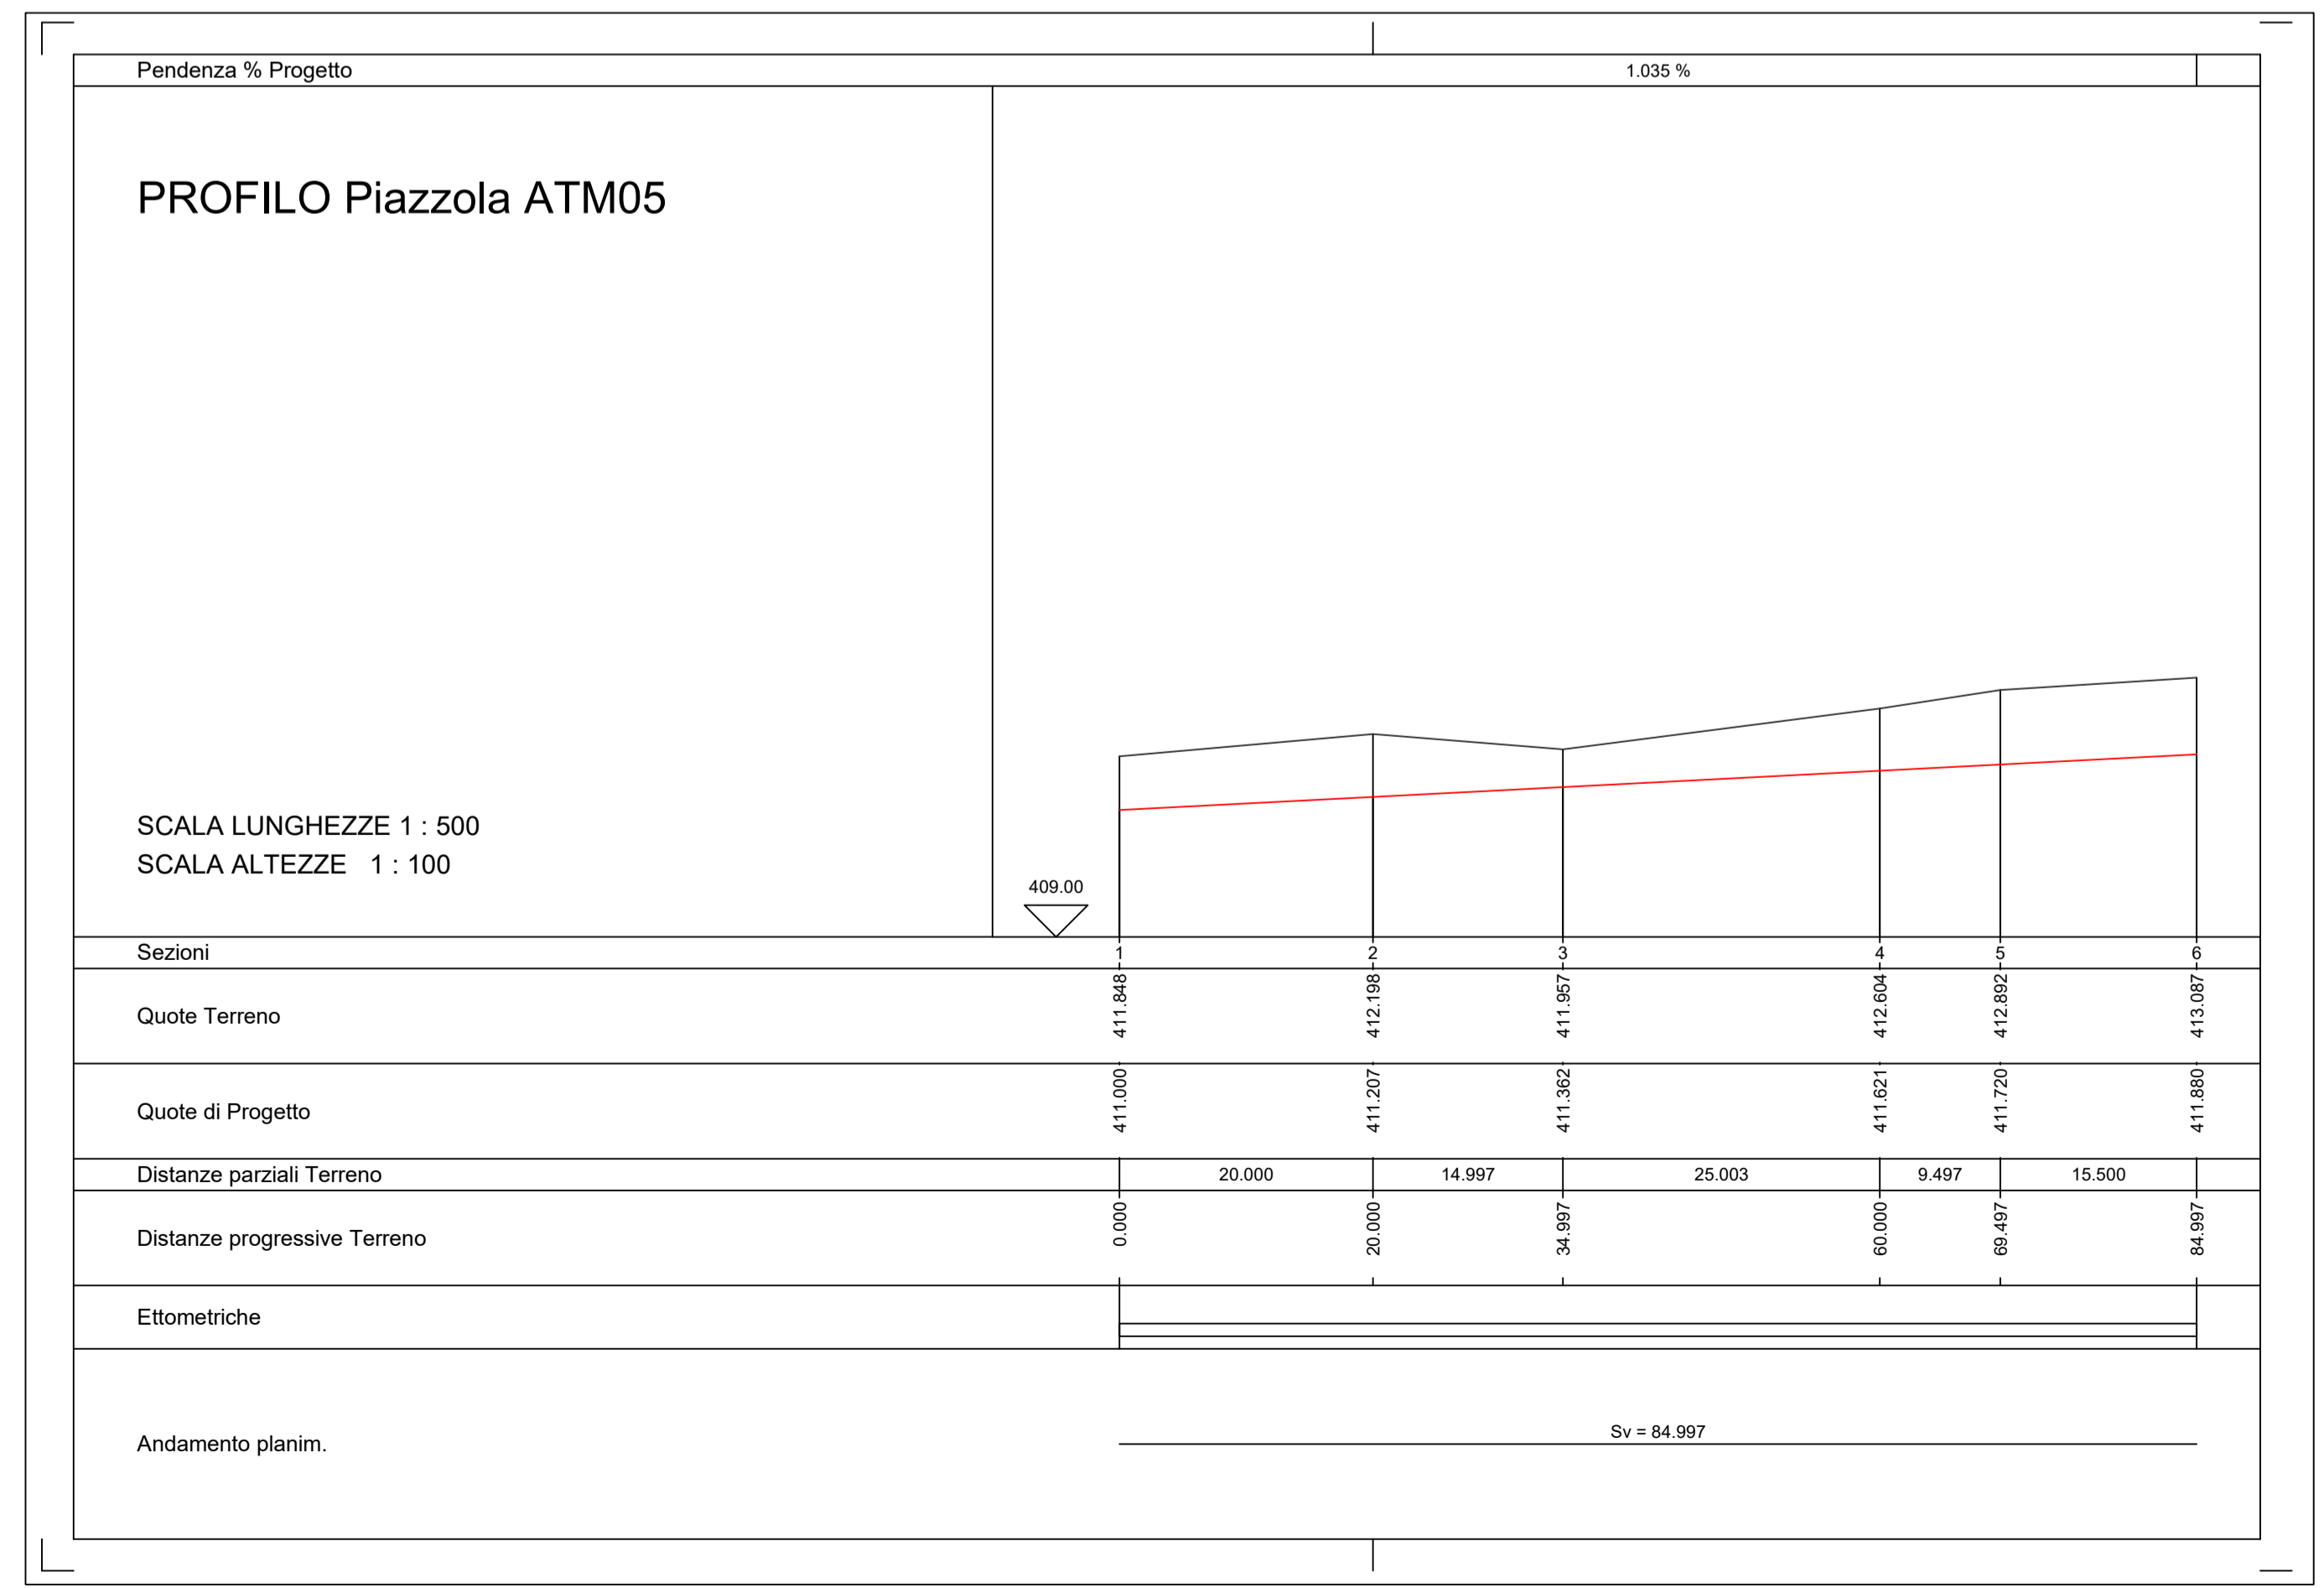 Pendenza % Progetto 1.035 %
PROFILO Piazzola ATM05
SCALA LUNGHEZZE 1 : 500
SCALA ALTEZZE 1 : 100
409.00
Sezioni 1 2 3 4 5 6
Quote Terreno 411.848 412.198 411.957 412.604 412.892 413.087
Quote di Progetto 411.000 411.207 411.362 411.621 411.720 411.880
Distanze parziali Terreno 20.000 14.997 25.003 9.497 15.500
Distanze progressive Terreno 0.000 20.000 34.997 60.000 69.497 84.997
Ettometriche
Sv = 84.997
Andamento planim.